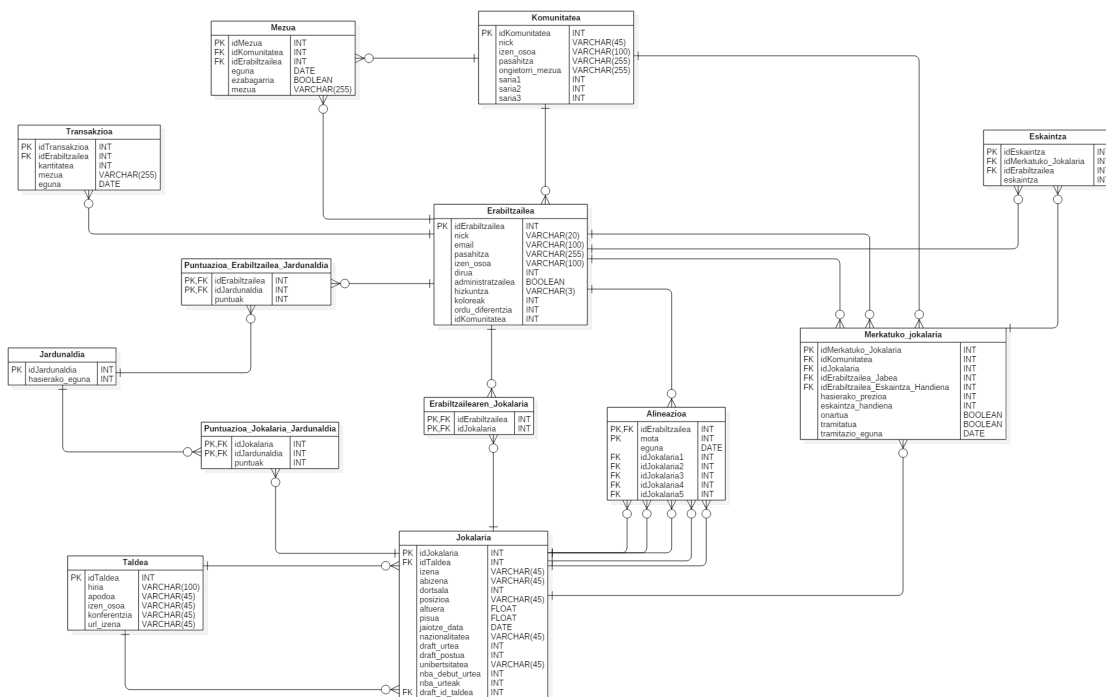 Komunitatea
PK idKomunitatea INT
nick VARCHAR(45)
izen_osoa VARCHAR(100)
pasahitza VARCHAR(255)
ongietorri_mezua VARCHAR(255)
saria1 INT
saria2 INT
saria3 INT
Mezua
PK idMezua INT
FK idKomunitatea INT
FK idErabiltzailea INT
eguna DATE
ezabagarria BOOLEAN
mezua VARCHAR(255)
Transakzioa
PK idTransakzioa INT
FK idErabiltzailea INT
kantitatea INT
mezua VARCHAR(255)
eguna DATE
Eskaintza
PK idEskaintza INT
FK idMerkatuko_Jokalaria INT
FK idErabiltzailea INT
eskaintza INT
Erabiltzailea
PK idErabiltzailea INT
nick VARCHAR(20)
email VARCHAR(100)
pasahitza VARCHAR(255)
izen_osoa VARCHAR(100)
dirua INT
administratzailea BOOLEAN
hizkuntza VARCHAR(3)
koloreak INT
ordu_diferentzia INT
idKomunitatea INT
Puntuazioa_Erabiltzailea_Jardunaldia
PK,FK idErabiltzailea INT
PK,FK idJardunaldia INT
puntuak INT
Jardunaldia
PK idJardunaldia INT
hasierako_eguna INT
Merkatuko_jokalaria
PK idMerkatuko_Jokalaria INT
FK idKomunitatea INT
FK idJokalaria INT
FK idErabiltzailea_Jabea INT
FK idErabiltzailea_Eskaintza_Handiena INT
hasierako_prezioa INT
eskaintza_handiena INT
onartua BOOLEAN
tramitatua BOOLEAN
tramitazio_eguna DATE
Erabiltzailearen_Jokalaria
PK,FK idErabiltzailea INT
PK,FK idJokalaria INT
Alineazioa
PK,FK idErabiltzailea INT
PK mota INT
eguna DATE
FK idJokalaria1 INT
FK idJokalaria2 INT
FK idJokalaria3 INT
FK idJokalaria4 INT
FK idJokalaria5 INT
Puntuazioa_Jokalaria_Jardunaldia
PK,FK idJokalaria INT
PK,FK idJardunaldia INT
puntuak INT
Jokalaria
PK idJokalaria INT
FK idTaldea INT
izena VARCHAR(45)
abizena VARCHAR(45)
dortsala INT
posizioa VARCHAR(45)
altuera FLOAT
pisua FLOAT
jaiotze_data DATE
nazionalitatea VARCHAR(45)
draft_urtea INT
draft_postua INT
unibertsitatea VARCHAR(45)
nba_debut_urtea INT
nba_urteak INT
FK draft_id_taldea INT
Taldea
PK idTaldea INT
hiria VARCHAR(100)
apodoa VARCHAR(45)
izen_osoa VARCHAR(45)
konferentzia VARCHAR(45)
url_izena VARCHAR(45)